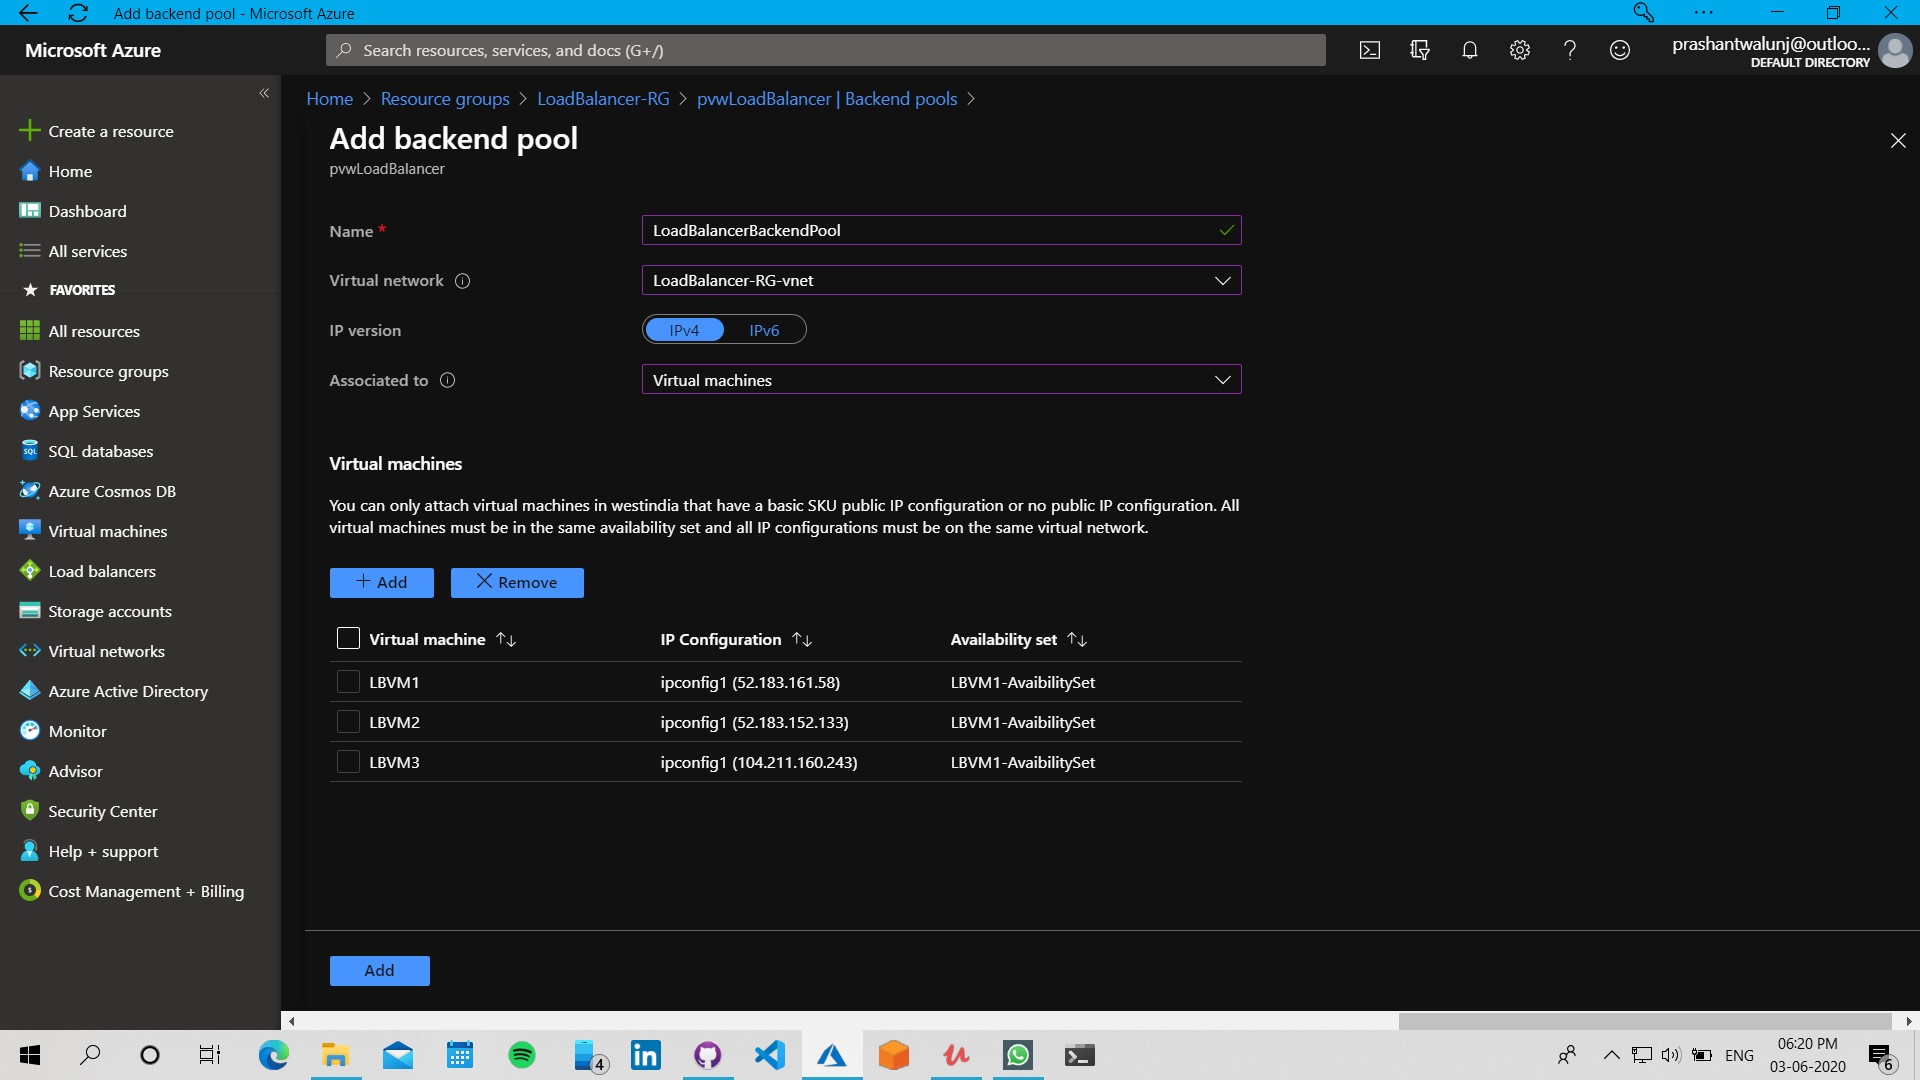 Add backend pool - Microsoft Azure
Microsoft Azure
Search resources, services, and docs (G+/)
prashantwalunj@outloo...
DEFAULT DIRECTORY
Create a resource
Home
Dashboard
All services
FAVORITES
All resources
Resource groups
App Services
SQL databases
Azure Cosmos DB
Virtual machines
Load balancers
Storage accounts
Virtual networks
Azure Active Directory
Monitor
Advisor
Security Center
Help + support
Cost Management + Billing
Home > Resource groups > LoadBalancer-RG > pvwLoadBalancer | Backend pools >
Add backend pool
pvwLoadBalancer
Name * LoadBalancerBackendPool
Virtual network LoadBalancer-RG-vnet
IP version IPv4 IPv6
Associated to Virtual machines
Virtual machines
You can only attach virtual machines in westindia that have a basic SKU public IP configuration or no public IP configuration. All
virtual machines must be in the same availability set and all IP configurations must be on the same virtual network.
+ Add Remove
Virtual machine ↑↓ IP Configuration ↑↓ Availability set ↑↓
LBVM1 ipconfig1 (52.183.161.58) LBVM1-AvaibilitySet
LBVM2 ipconfig1 (52.183.152.133) LBVM1-AvaibilitySet
LBVM3 ipconfig1 (104.211.160.243) LBVM1-AvaibilitySet
Add
4
ENG
06:20 PM
03-06-2020
6